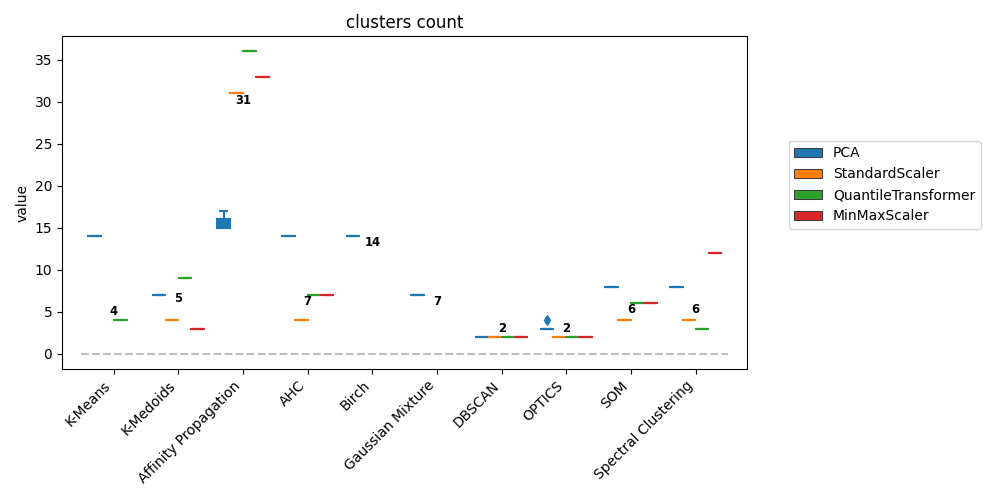 clusters count
value
35
30
25
20
15
10
5
0
4
5
31
7
14
7
2
2
6
6
K-Means
K-Medoids
Affinity Propagation
AHC
Birch
Gaussian Mixture
DBSCAN
OPTICS
SOM
Spectral Clustering
PCA
StandardScaler
QuantileTransformer
MinMaxScaler